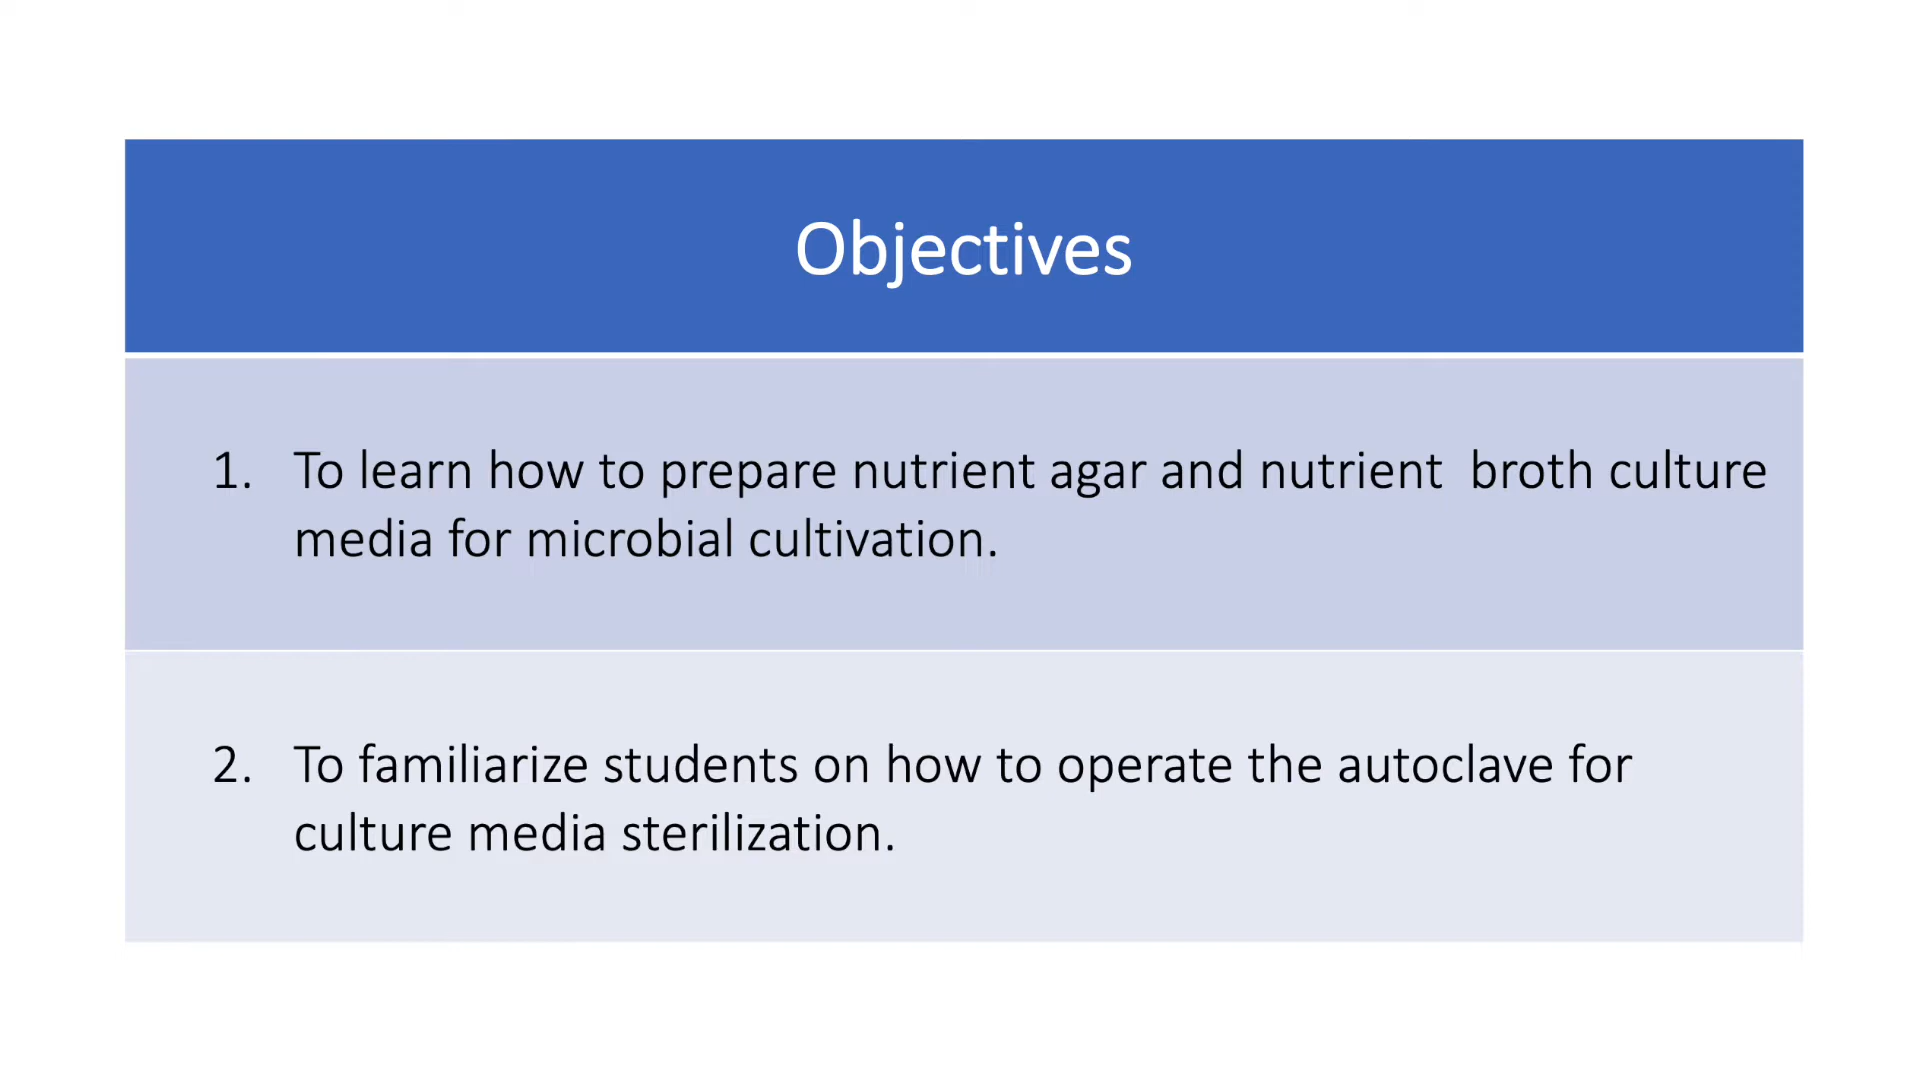 Objectives
1. To learn how to prepare nutrient agar and nutrient  broth culture
media for microbial cultivation.
2. To familiarize students on how to operate the autoclave for
culture media sterilization.